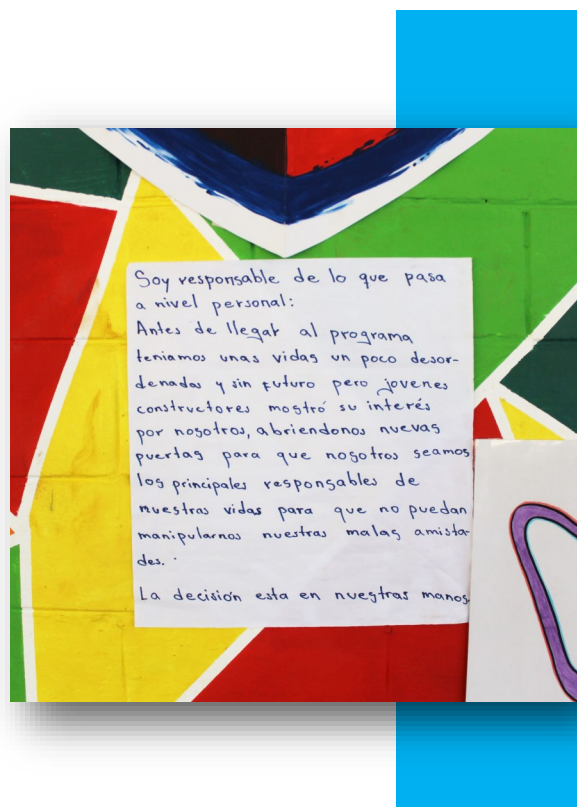 Soy responsable de lo que pasa
a nivel personal:
Antes de llegar al programa
teniamos unas vidas un poco desor-
denadas y sin futuro pero jovenes
constructores mostró su interés
por nosotros, abriendonos nuevas
puertas para que nosotros seamos
los principales responsables de
nuestras vidas para que no puedan
manipularnos nuestras malas amista-
des.
La decisión esta en nuestras manos.